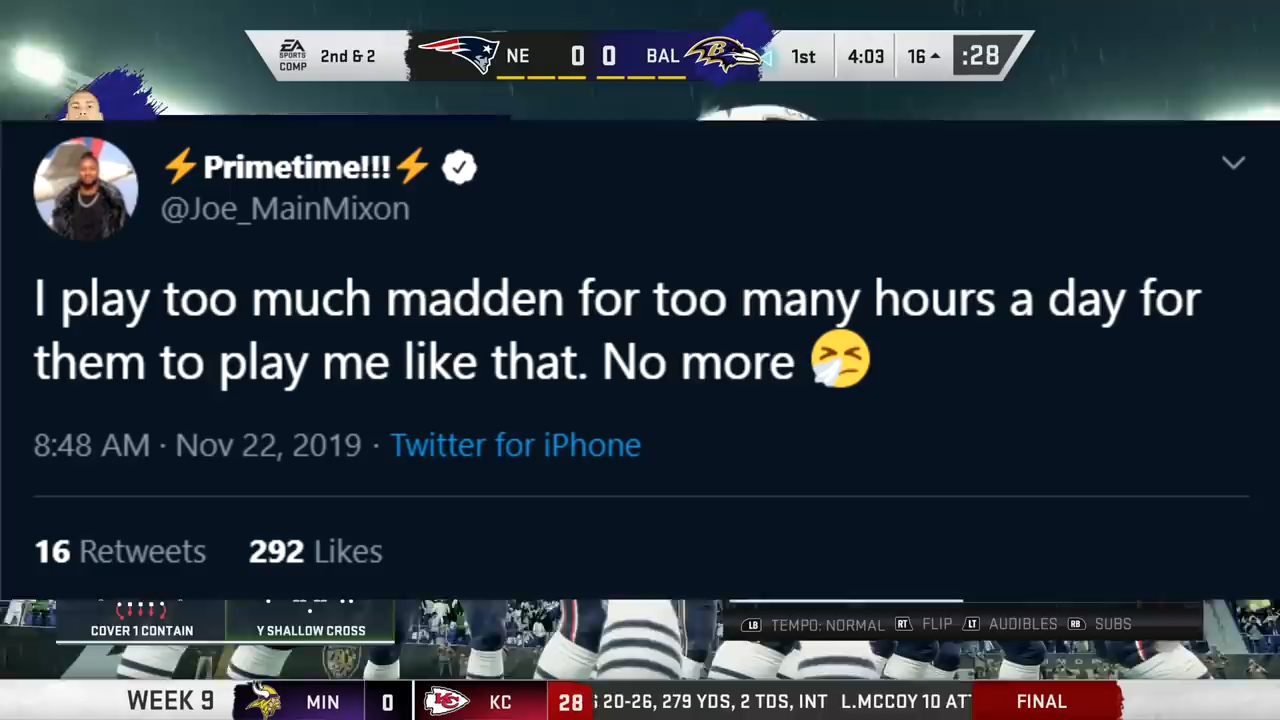 EA SPORTS COMP 2nd & 2 NE 0 0 BAL 1st 4:03 16 :28
⚡Primetime!!!⚡
@Joe_MainMixon
I play too much madden for too many hours a day for
them to play me like that. No more 🤧
8:48 AM · Nov 22, 2019 · Twitter for iPhone
16 Retweets 292 Likes
COVER 1 CONTAIN Y SHALLOW CROSS LB TEMPO: NORMAL RT FLIP LT AUDIBLES RB SUBS
WEEK 9 MIN 0 KC 28 20-26, 279 YDS, 2 TDS, INT L.MCCOY 10 FINAL